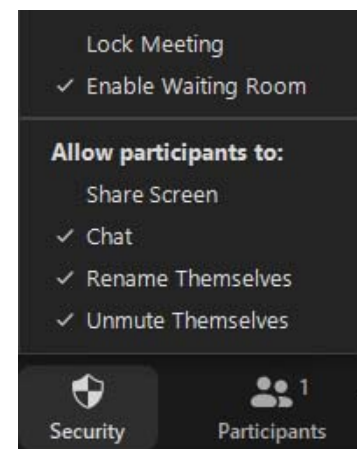 Lock Meeting
✓ Enable Waiting Room
Allow participants to:
Share Screen
✓ Chat
✓ Rename Themselves
✓ Unmute Themselves
1
Security Participants